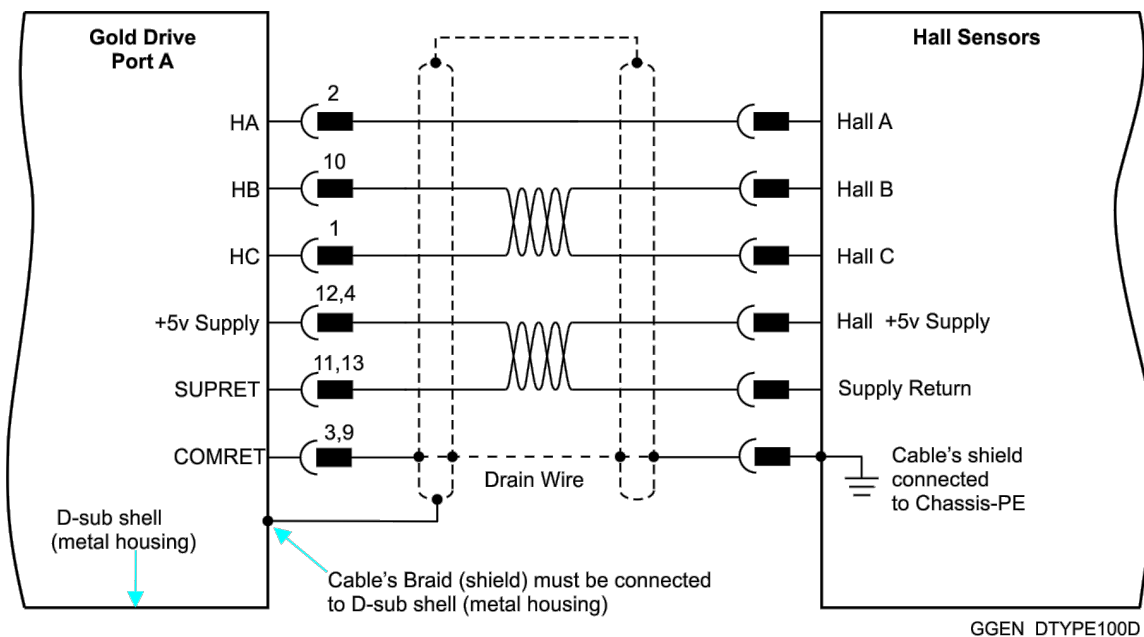 Gold Drive
Port A
Hall Sensors
2
HA
Hall A
10
HB
Hall B
1
HC
Hall C
12,4
+5v Supply
Hall +5v Supply
11,13
SUPRET
Supply Return
3,9
COMRET
Drain Wire
Cable's shield
connected
to Chassis-PE
D-sub shell
(metal housing)
Cable's Braid (shield) must be connected
to D-sub shell (metal housing)
GGEN_DTYPE100D